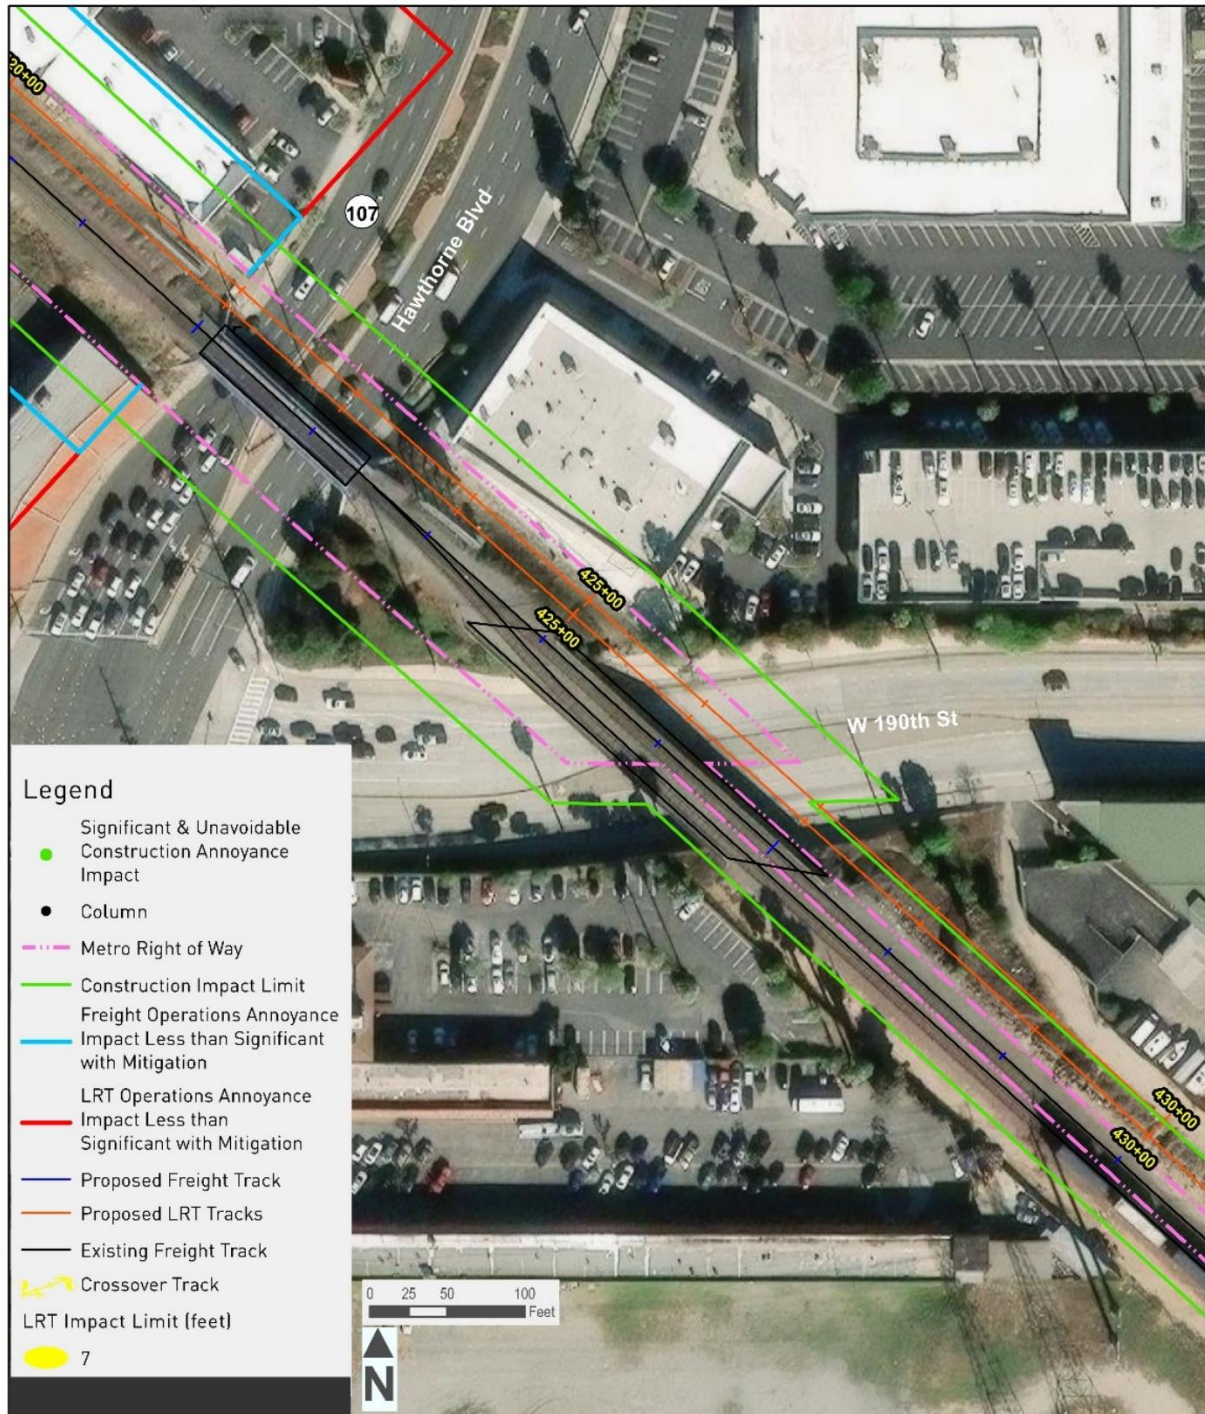 20+00
107
Hawthorne Blvd
425+00
425+00
W 190th St
430+00
430+00
Legend
Significant & Unavoidable
Construction Annoyance
Impact
Column
Metro Right of Way
Construction Impact Limit
Freight Operations Annoyance
Impact Less than Significant
with Mitigation
LRT Operations Annoyance
Impact Less than
Significant with Mitigation
Proposed Freight Track
Proposed LRT Tracks
Existing Freight Track
Crossover Track
LRT Impact Limit (feet)
7
0 25 50 100
Feet
N